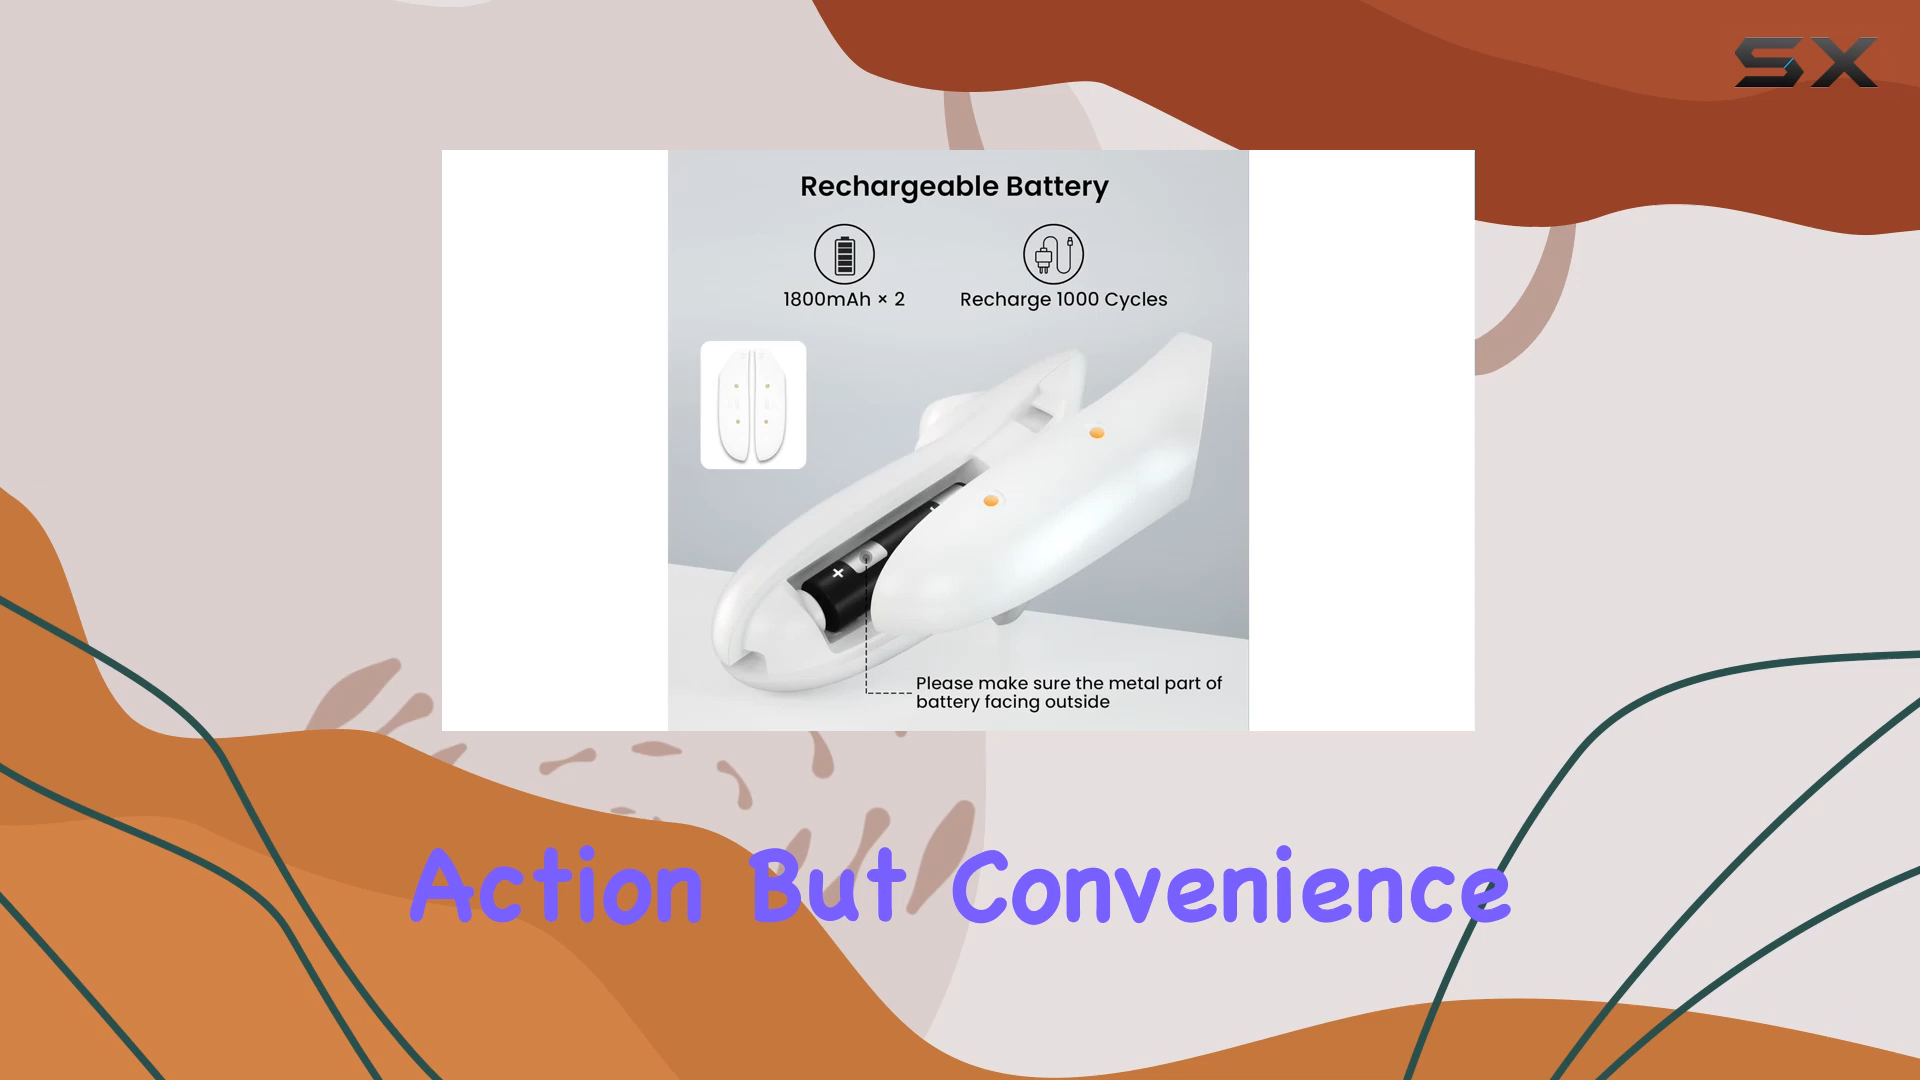 SX
Rechargeable Battery
1800mAh × 2
Recharge 1000 Cycles
+
+
Please make sure the metal part of
battery facing outside
Action But Convenience